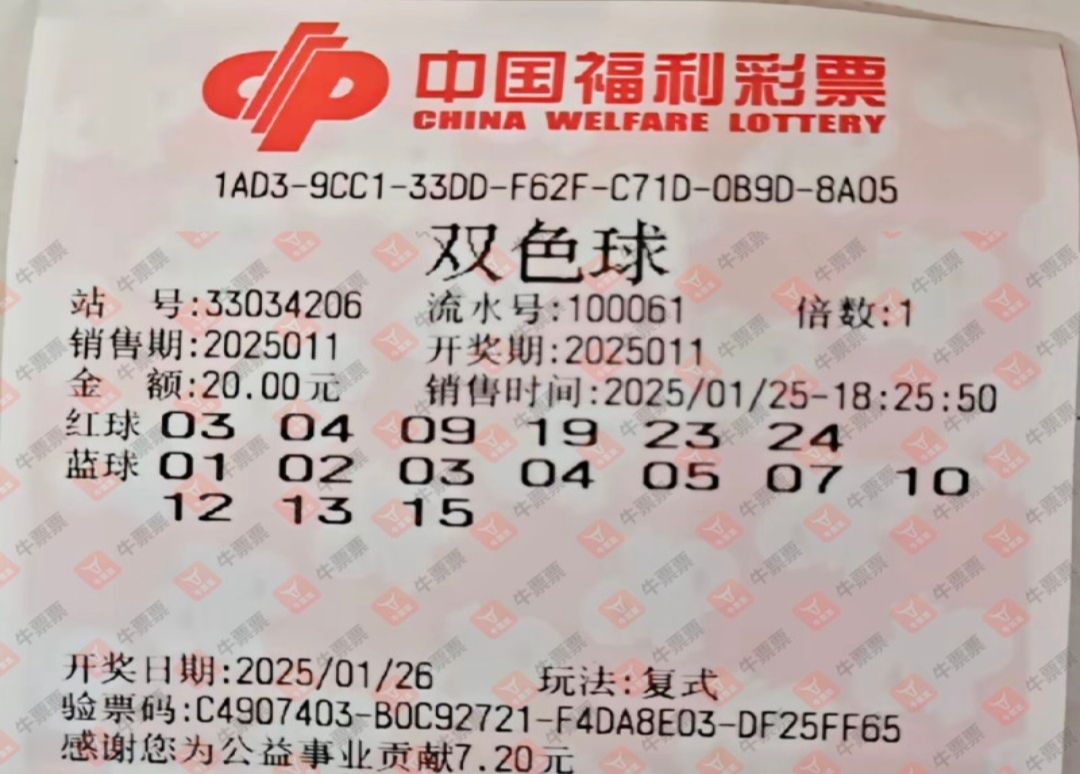 中国福利彩票
CHINA WELFARE LOTTERY
1AD3-9CC1-33DD-F62F-C71D-0B9D-8A05
双色球
站 号:33034206 流水号:100061 倍数:1
销售期:2025011 开奖期:2025011
金 额:20.00元 销售时间:2025/01/25-18:25:50
红球 03 04 09 19 23 24
蓝球 01 02 03 04 05 07 10
12 13 15
开奖日期:2025/01/26 玩法:复式
验票码:C4907403-B0C92721-F4DA8E03-DF25FF65
感谢您为公益事业贡献7.20元
牛票票